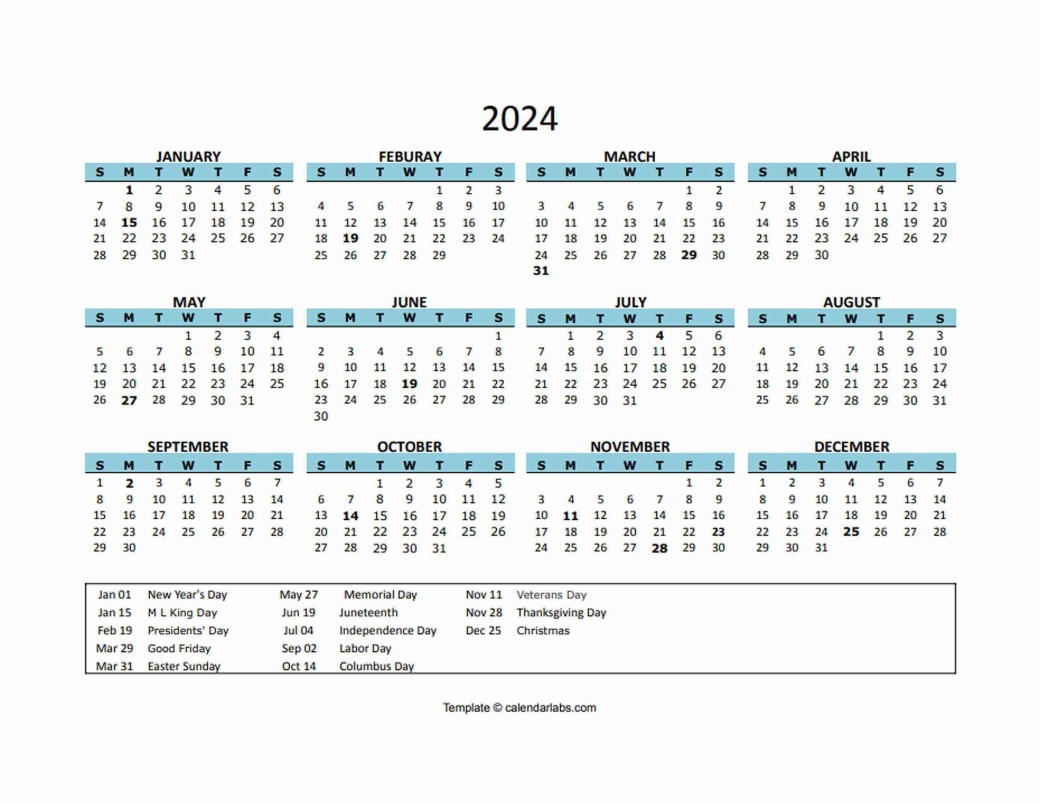 2024
JANUARY FEBURAY MARCH APRIL
S M T W T F S S M T W T F S S M T W T F S S M T W T F S
1 2 3 4 5 6 1 2 3 1 2 1 2 3 4 5 6
7 8 9 10 11 12 13 4 5 6 7 8 9 10 3 4 5 6 7 8 9 7 8 9 10 11 12 13
14 15 16 17 18 19 20 11 12 13 14 15 16 17 10 11 12 13 14 15 16 14 15 16 17 18 19 20
21 22 23 24 25 26 27 18 19 20 21 22 23 24 17 18 19 20 21 22 23 21 22 23 24 25 26 27
28 29 30 31 25 26 27 28 29 24 25 26 27 28 29 30 28 29 30
31
MAY JUNE JULY AUGUST
S M T W T F S S M T W T F S S M T W T F S S M T W T F S
1 2 3 4 1 1 2 3 4 5 6 1 2 3
5 6 7 8 9 10 11 2 3 4 5 6 7 8 7 8 9 10 11 12 13 4 5 6 7 8 9 10
12 13 14 15 16 17 18 9 10 11 12 13 14 15 14 15 16 17 18 19 20 11 12 13 14 15 16 17
19 20 21 22 23 24 25 16 17 18 19 20 21 22 21 22 23 24 25 26 27 18 19 20 21 22 23 24
26 27 28 29 30 31 23 24 25 26 27 28 29 28 29 30 31 25 26 27 28 29 30 31
30
SEPTEMBER OCTOBER NOVEMBER DECEMBER
S M T W T F S S M T W T F S S M T W T F S S M T W T F S
1 2 3 4 5 6 7 1 2 3 4 5 1 2 1 2 3 4 5 6 7
8 9 10 11 12 13 14 6 7 8 9 10 11 12 3 4 5 6 7 8 9 8 9 10 11 12 13 14
15 16 17 18 19 20 21 13 14 15 16 17 18 19 10 11 12 13 14 15 16 15 16 17 18 19 20 21
22 23 24 25 26 27 28 20 21 22 23 24 25 26 17 18 19 20 21 22 23 22 23 24 25 26 27 28
29 30 27 28 29 30 31 24 25 26 27 28 29 30 29 30 31
Jan 01 New Year's Day May 27 Memorial Day Nov 11 Veterans Day
Jan 15 M L King Day Jun 19 Juneteenth Nov 28 Thanksgiving Day
Feb 19 Presidents' Day Jul 04 Independence Day Dec 25 Christmas
Mar 29 Good Friday Sep 02 Labor Day
Mar 31 Easter Sunday Oct 14 Columbus Day
Template © calendarlabs.com